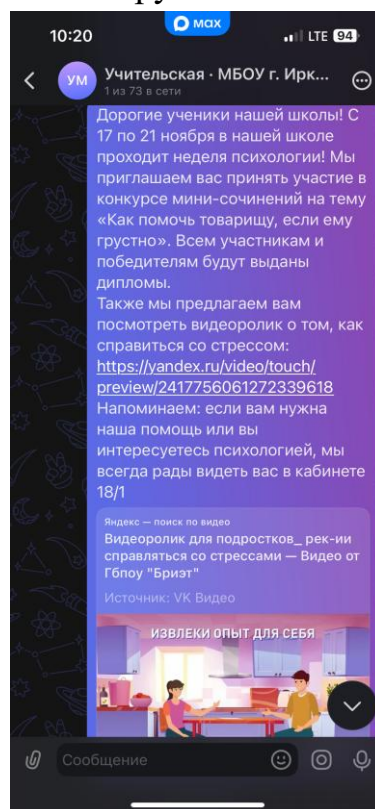 10:20
max
LTE 94
УМ
Учительская · МБОУ г. Ирк...
1 из 73 в сети
Дорогие ученики нашей школы! С
17 по 21 ноября в нашей школе
проходит неделя психологии! Мы
приглашаем вас принять участие в
конкурсе мини-сочинений на тему
«Как помочь товарищу, если ему
грустно». Всем участникам и
победителям будут выданы
дипломы.
Также мы предлагаем вам
посмотреть видеоролик о том, как
справиться со стрессом:
https://yandex.ru/video/touch/
preview/2417756061272339618
Напоминаем: если вам нужна
наша помощь или вы
интересуетесь психологией, мы
всегда рады видеть вас в кабинете
18/1
Яндекс — поиск по видео
Видеоролик для подростков_ рек-ии
справляться со стрессами — Видео от
Гбпоу "Бриэт"
Источник: VK Видео
ИЗВЛЕКИ ОПЫТ ДЛЯ СЕБЯ
Сообщение